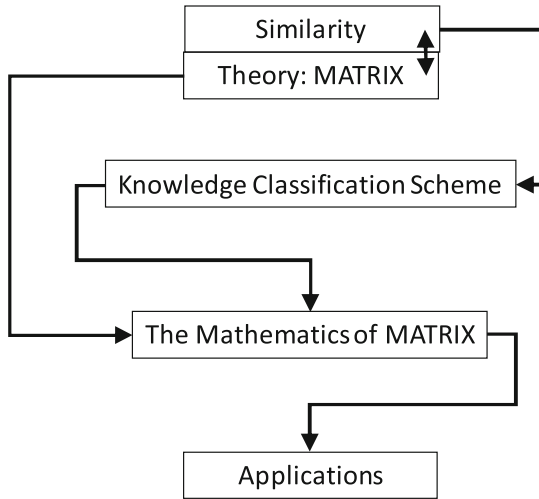 Similarity
Theory: MATRIX
Knowledge Classification Scheme
The Mathematics of MATRIX
Applications